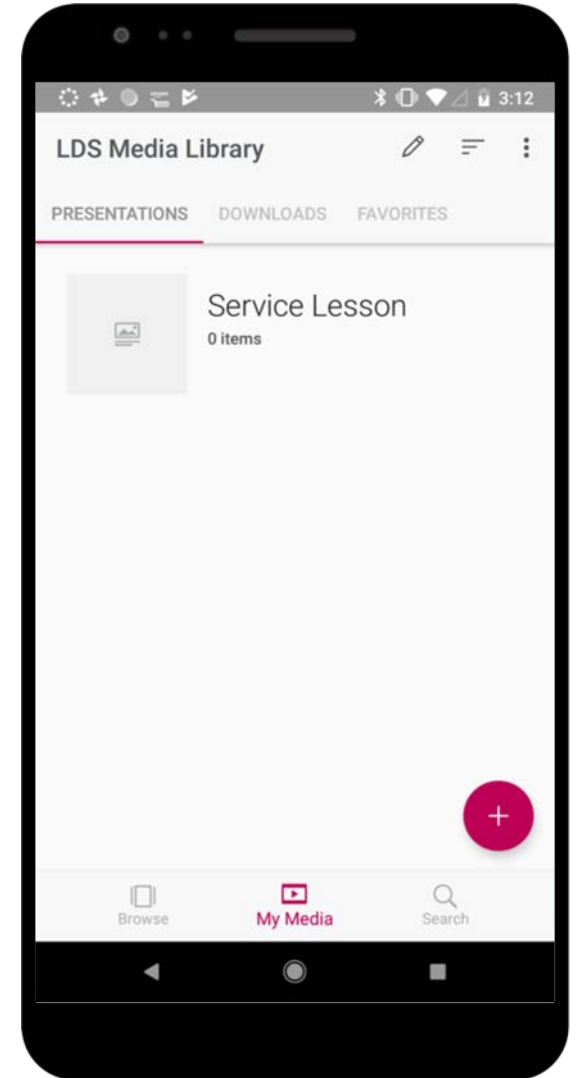 3:12
LDS Media Library
PRESENTATIONS DOWNLOADS FAVORITES
Service Lesson
0 items
+
Browse My Media Search